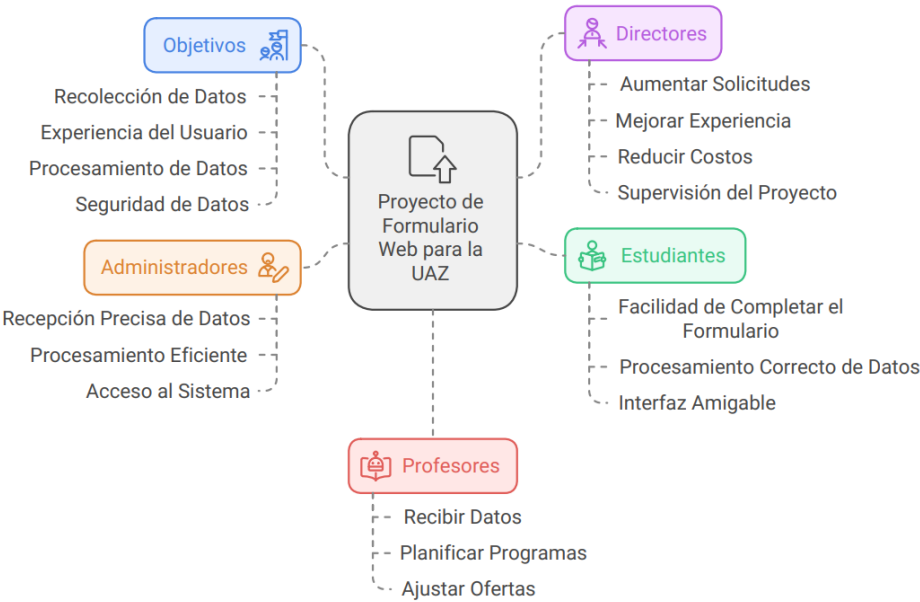 Objetivos
Recolección de Datos
Experiencia del Usuario
Procesamiento de Datos
Seguridad de Datos
Administradores
Recepción Precisa de Datos
Procesamiento Eficiente
Acceso al Sistema
Proyecto de
Formulario
Web para la
UAZ
Directores
Aumentar Solicitudes
Mejorar Experiencia
Reducir Costos
Supervisión del Proyecto
Estudiantes
Facilidad de Completar el
Formulario
Procesamiento Correcto de Datos
Interfaz Amigable
Profesores
Recibir Datos
Planificar Programas
Ajustar Ofertas